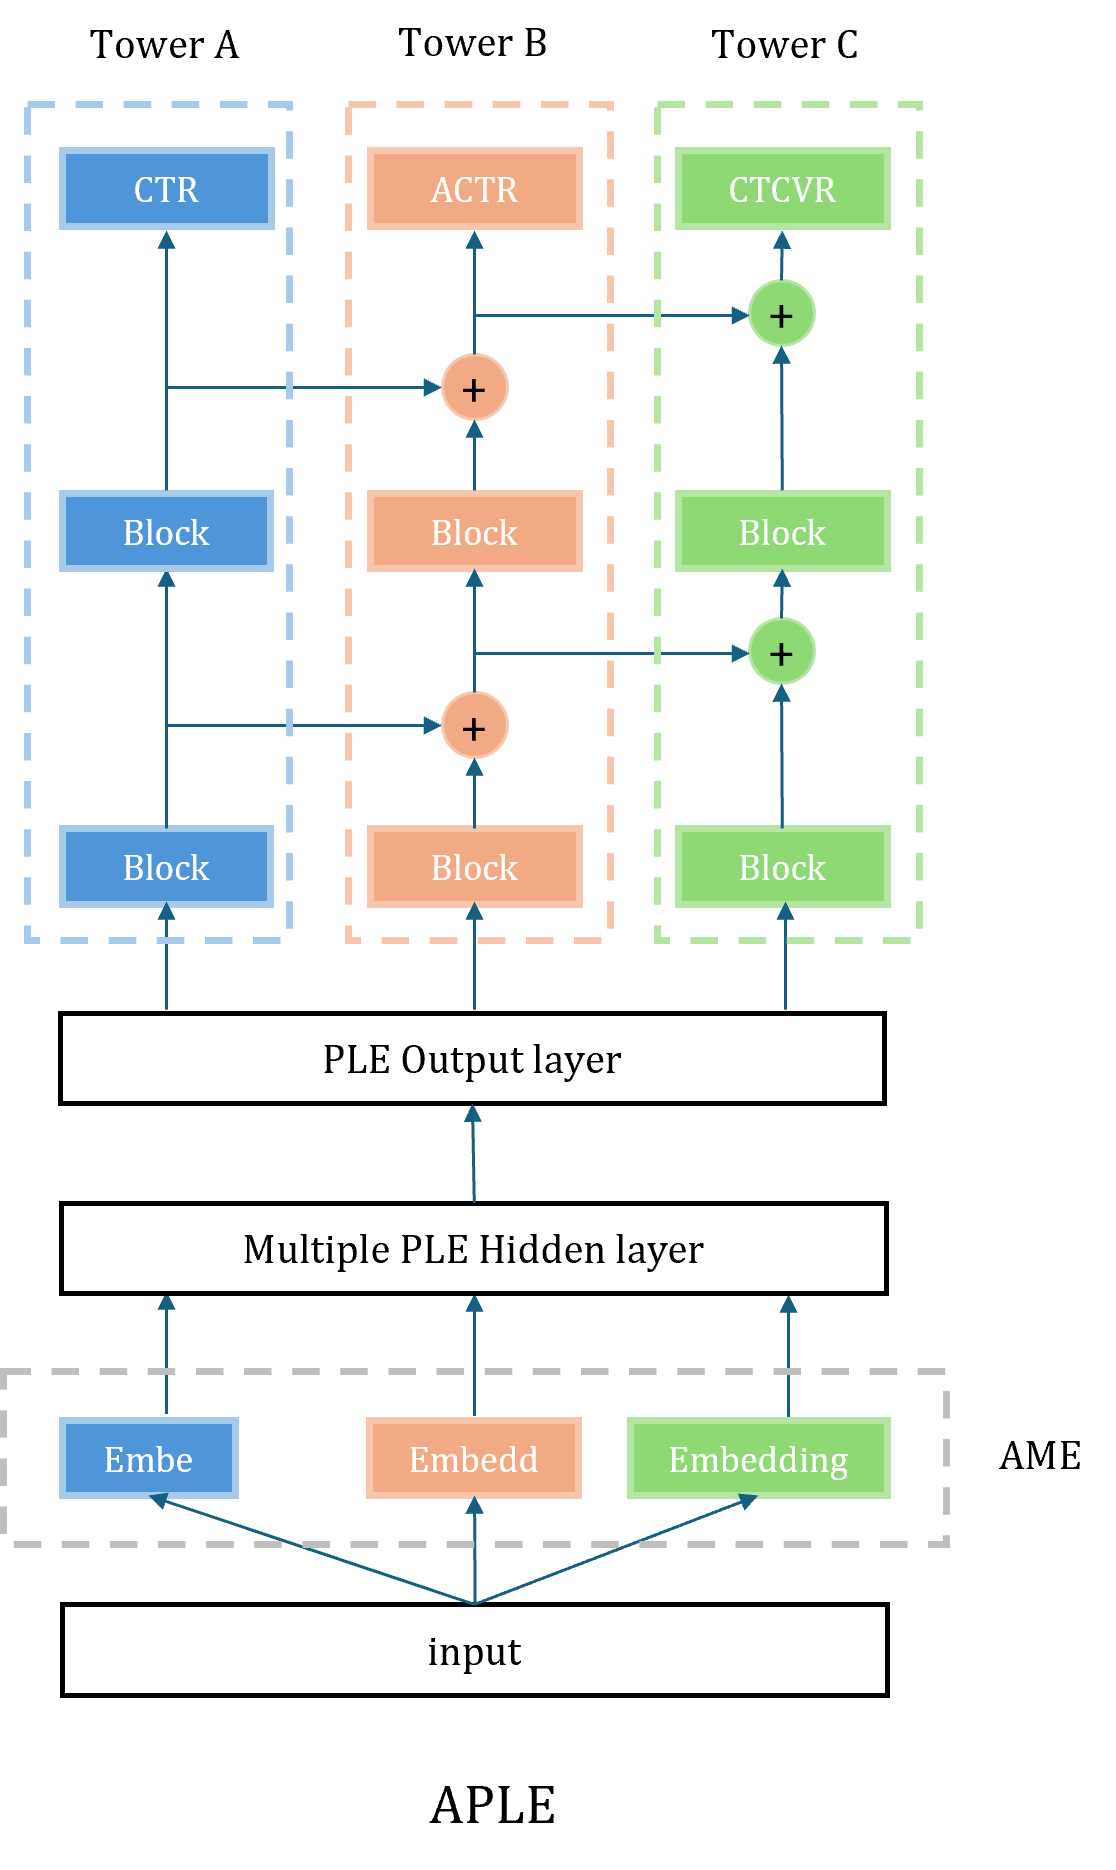 Tower A
Tower B
Tower C
CTR
ACTR
CTCVR
+
+
Block
Block
Block
+
+
Block
Block
Block
PLE Output layer
Multiple PLE Hidden layer
Embe
Embedd
Embedding
AME
input
APLE